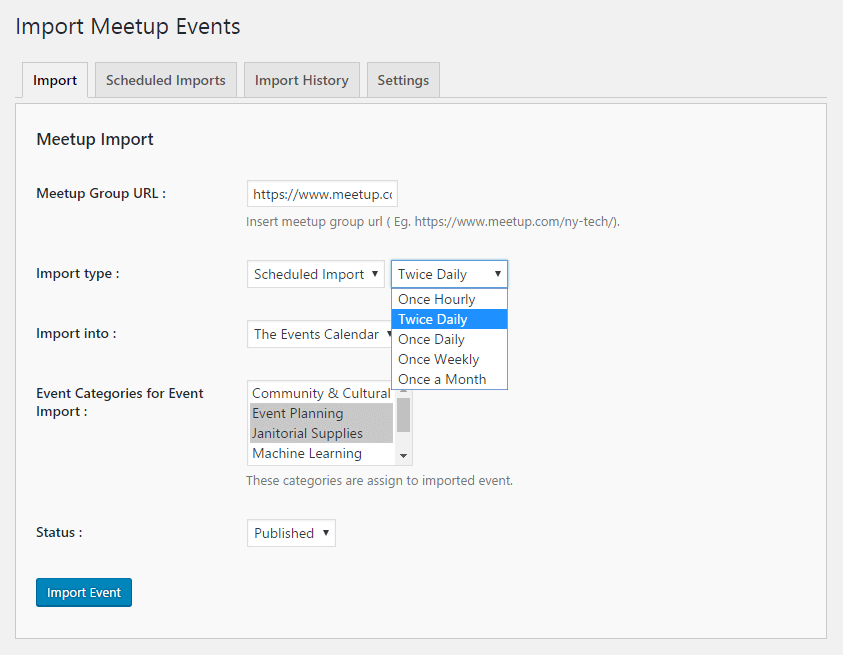 Import Meetup Events
Import Scheduled Imports Import History Settings
Meetup Import
Meetup Group URL : https://www.meetup.co
Insert meetup group url ( Eg. https://www.meetup.com/ny-tech/).
Import type : Scheduled Import Twice Daily
Once Hourly
Twice Daily
Import into : The Events Calendar Once Daily
Once Weekly
Once a Month
Event Categories for Event Import :
Community & Cultural
Event Planning
Janitorial Supplies
Machine Learning
These categories are assign to imported event.
Status : Published
Import Event